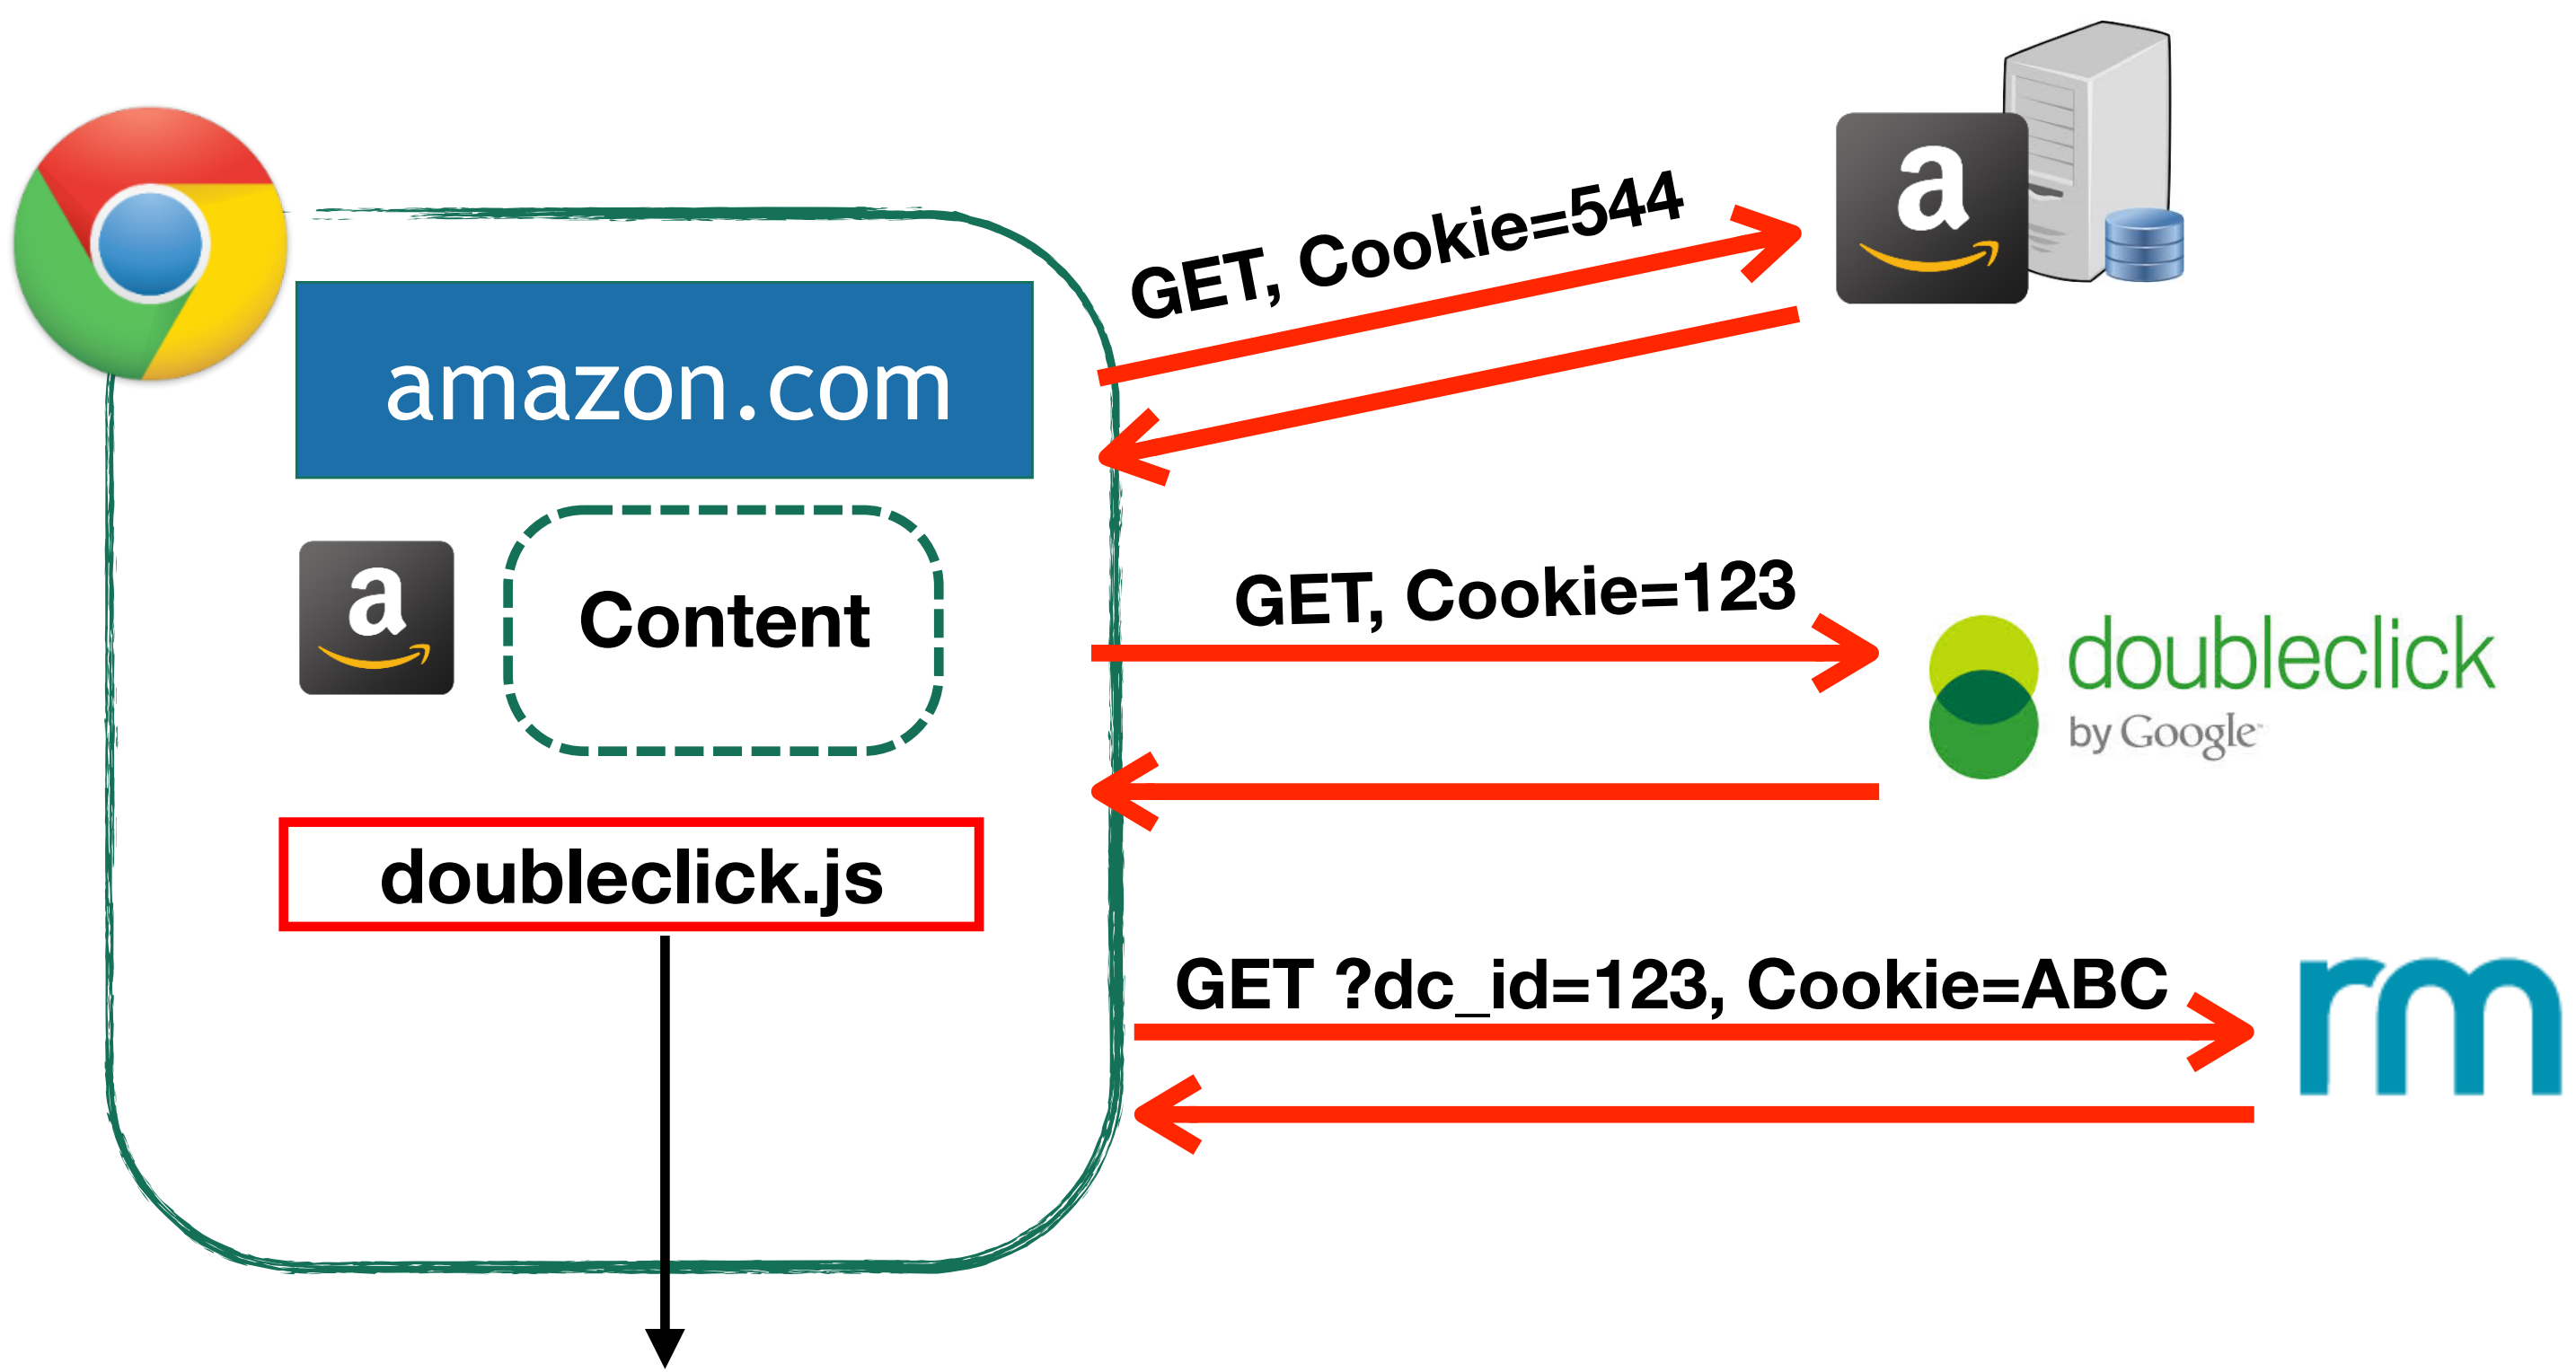 GET, Cookie=544
a
amazon.com
a
Content
GET, Cookie=123
doubleclick
by Google
doubleclick.js
GET ?dc_id=123, Cookie=ABC
rm